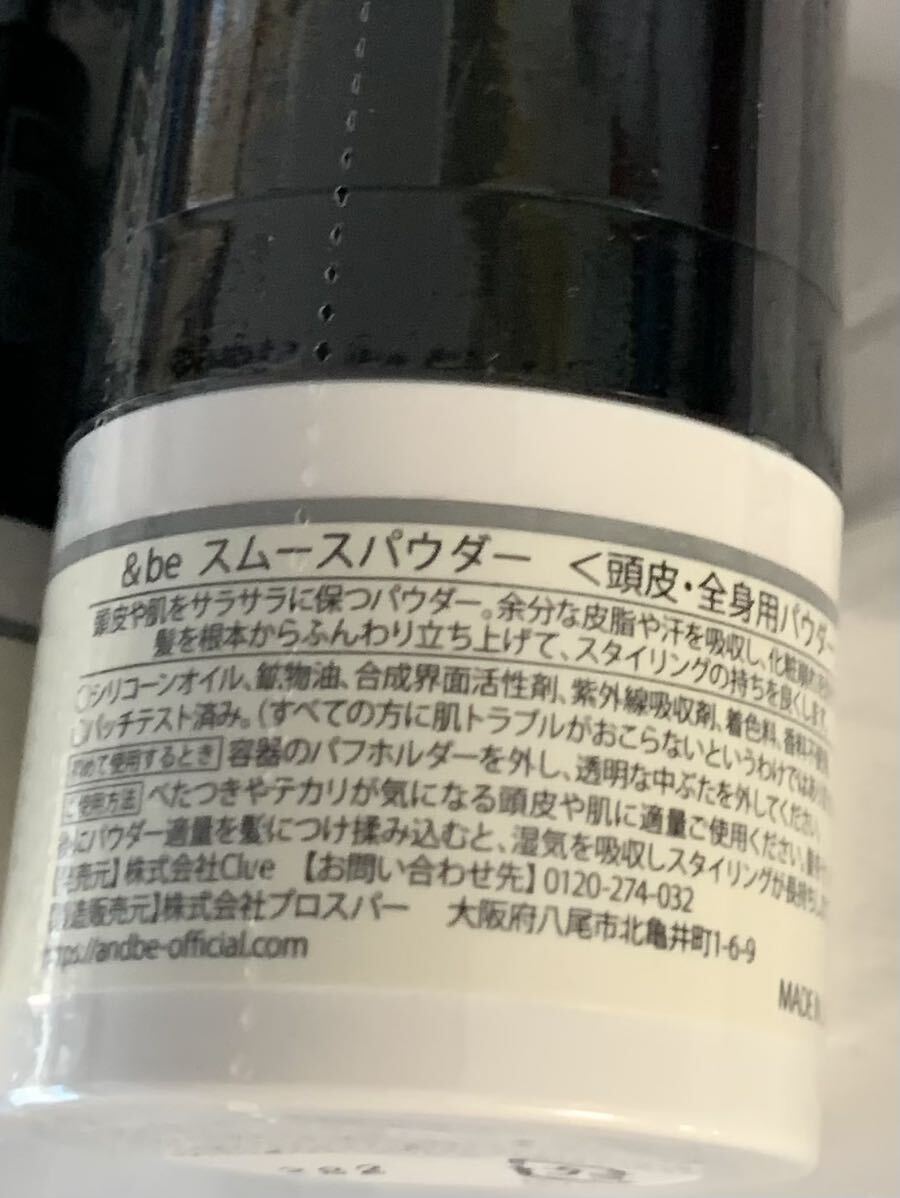 &be スムースパウダー <頭皮・全身用パウダー
頭皮や肌をサラサラに保つパウダー。余分な皮脂や汗を吸収し、化粧崩れ
髪を根本からふんわり立ち上げて、スタイリングの持ちを良くします。
シリコーンオイル、鉱物油、合成界面活性剤、紫外線吸収剤、着色料、香料不使用
パッチテスト済み。(すべての方に肌トラブルがおこらないというわけではあり
めて使用するとき 容器のパフホルダーを外し、透明な中ぶたを外してください。
ご使用方法 べたつきやテカリが気になる頭皮や肌に適量ご使用ください。
にパウダー適量を髪につけ揉み込むと、湿気を吸収しスタイリングが長持ちし
売元】株式会社Clue 【お問い合わせ先】0120-274-032
製造販売元】株式会社プロスパー 大阪府八尾市北亀井町1-6-9
https://andbe-official.com
MADE